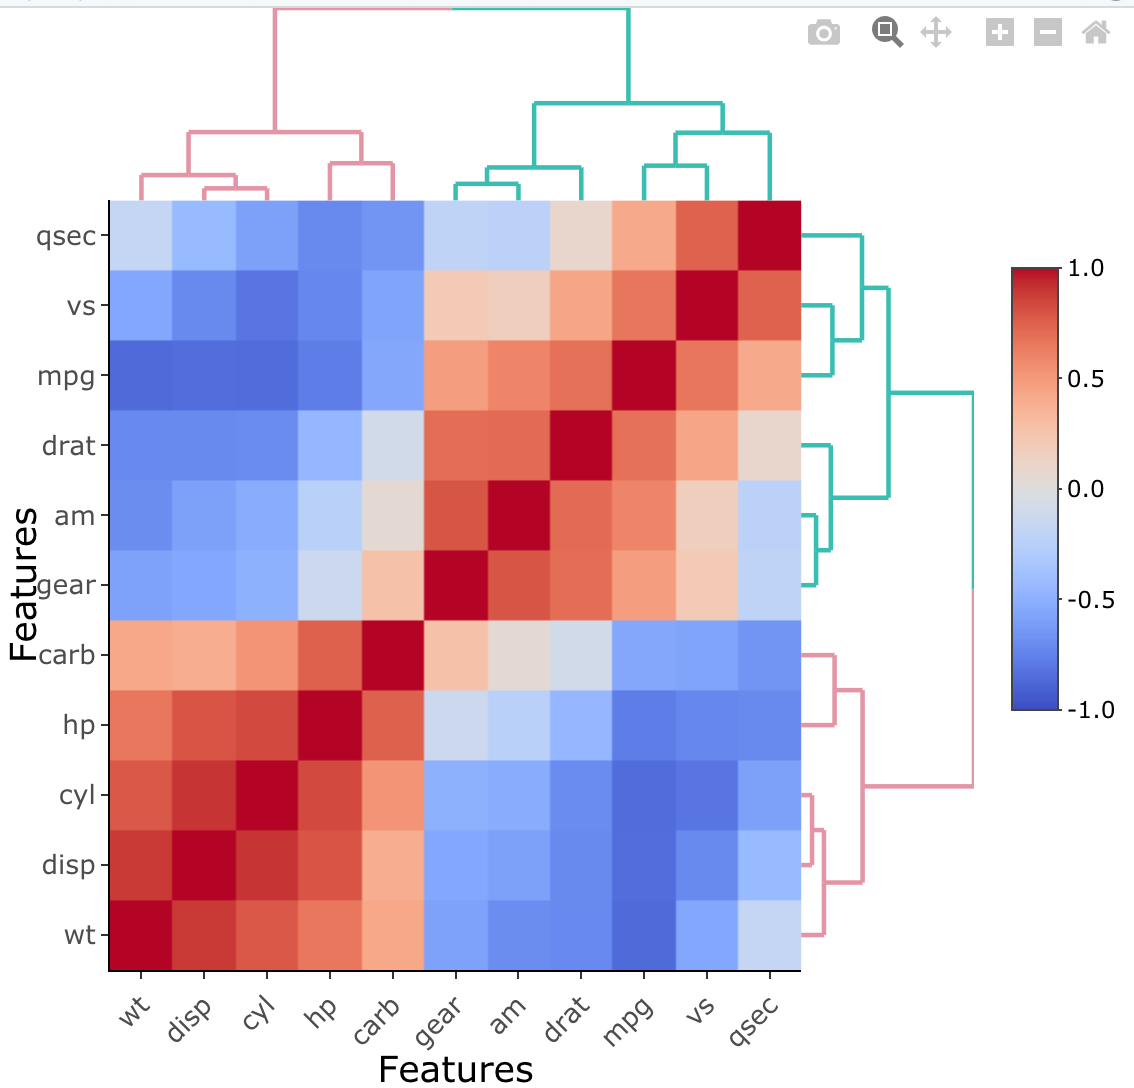 qsec
vs
mpg
drat
am
gear
carb
hp
cyl
disp
wt
Features
wt
disp
cyl
hp
carb
gear
am
drat
mpg
vs
qsec
Features
1.0
0.5
0.0
-0.5
-1.0